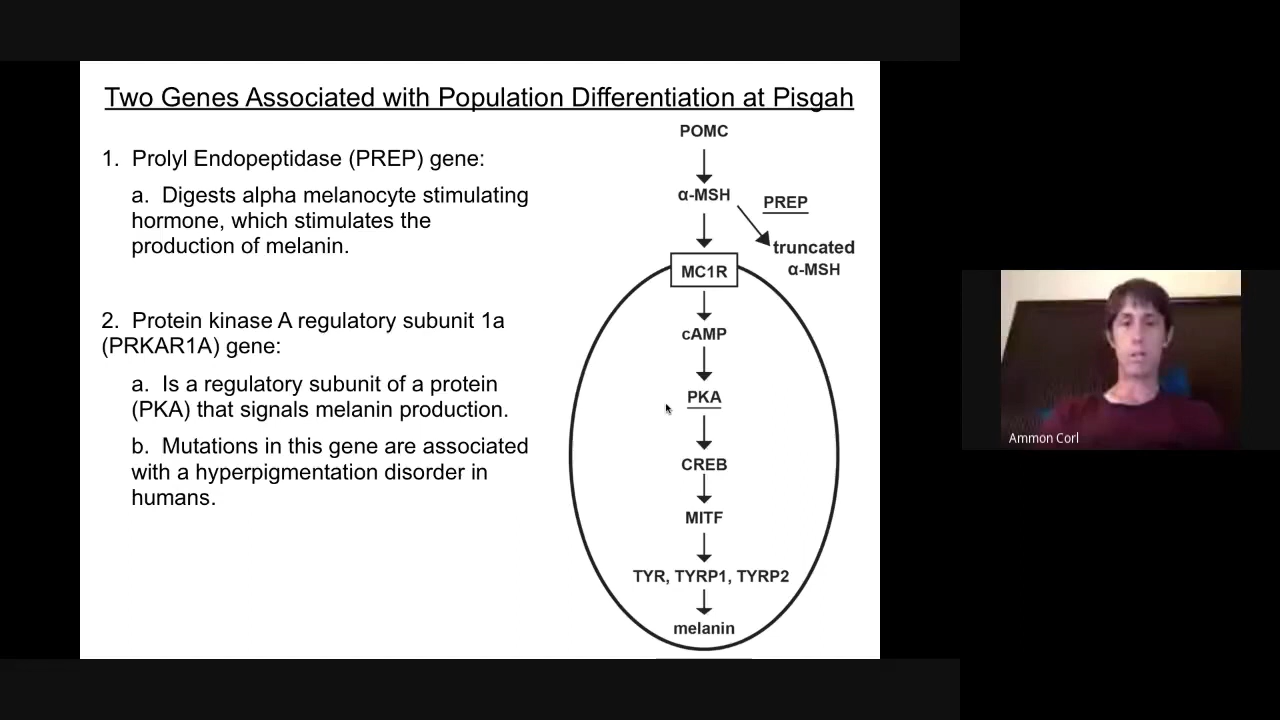 Two Genes Associated with Population Differentiation at Pisgah
1. Prolyl Endopeptidase (PREP) gene:
a. Digests alpha melanocyte stimulating
hormone, which stimulates the
production of melanin.
2. Protein kinase A regulatory subunit 1a
(PRKAR1A) gene:
a. Is a regulatory subunit of a protein
(PKA) that signals melanin production.
b. Mutations in this gene are associated
with a hyperpigmentation disorder in
humans.
POMC
α-MSH
PREP
truncated
α-MSH
MC1R
cAMP
PKA
CREB
MITF
TYR, TYRP1, TYRP2
melanin
Ammon Corl